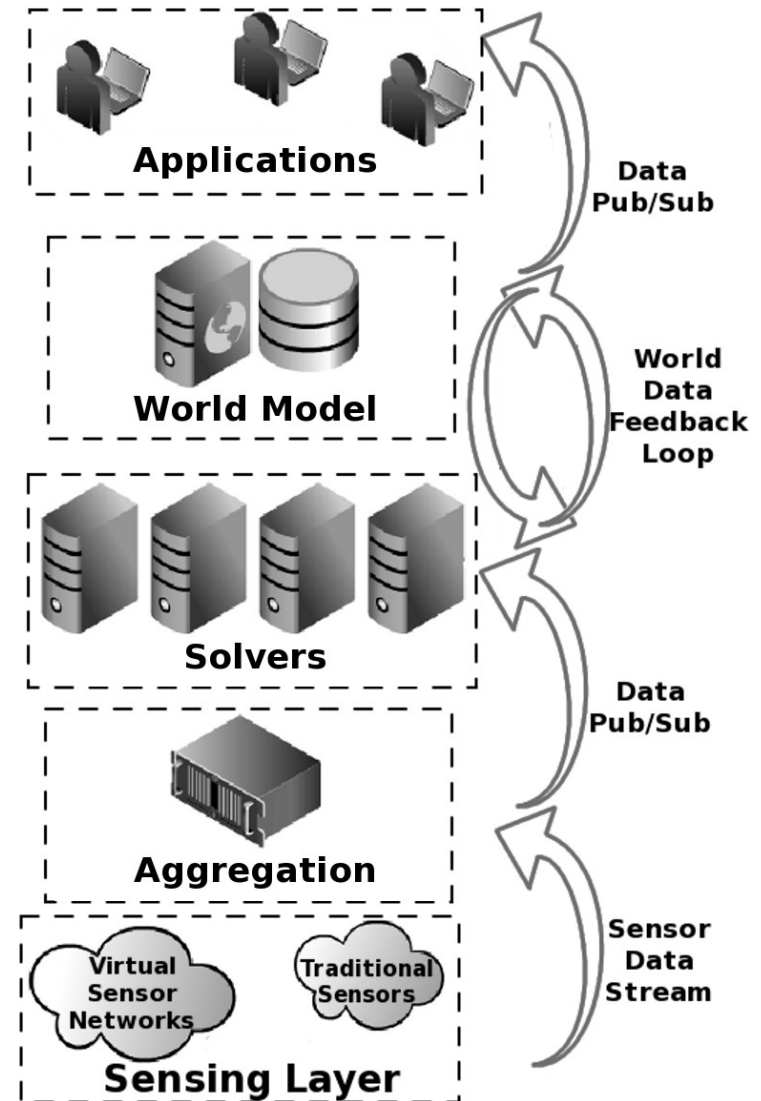 Applications
Data
Pub/Sub
World Model
World
Data
Feedback
Loop
Solvers
Data
Pub/Sub
Aggregation
Sensor
Data
Stream
Virtual
Sensor
Networks
Traditional
Sensors
Sensing Layer